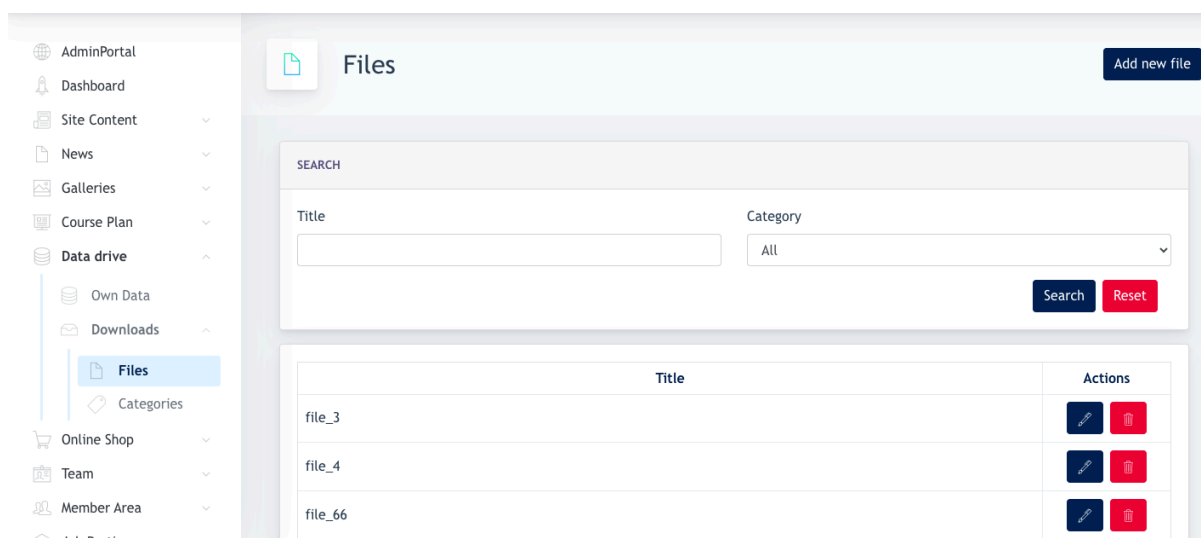 AdminPortal
Dashboard
Site Content
News
Galleries
Course Plan
Data drive
Own Data
Downloads
Files
Categories
Online Shop
Team
Member Area
Files
Add new file
SEARCH
Title
Category
All
Search
Reset
Title
Actions
file_3
file_4
file_66